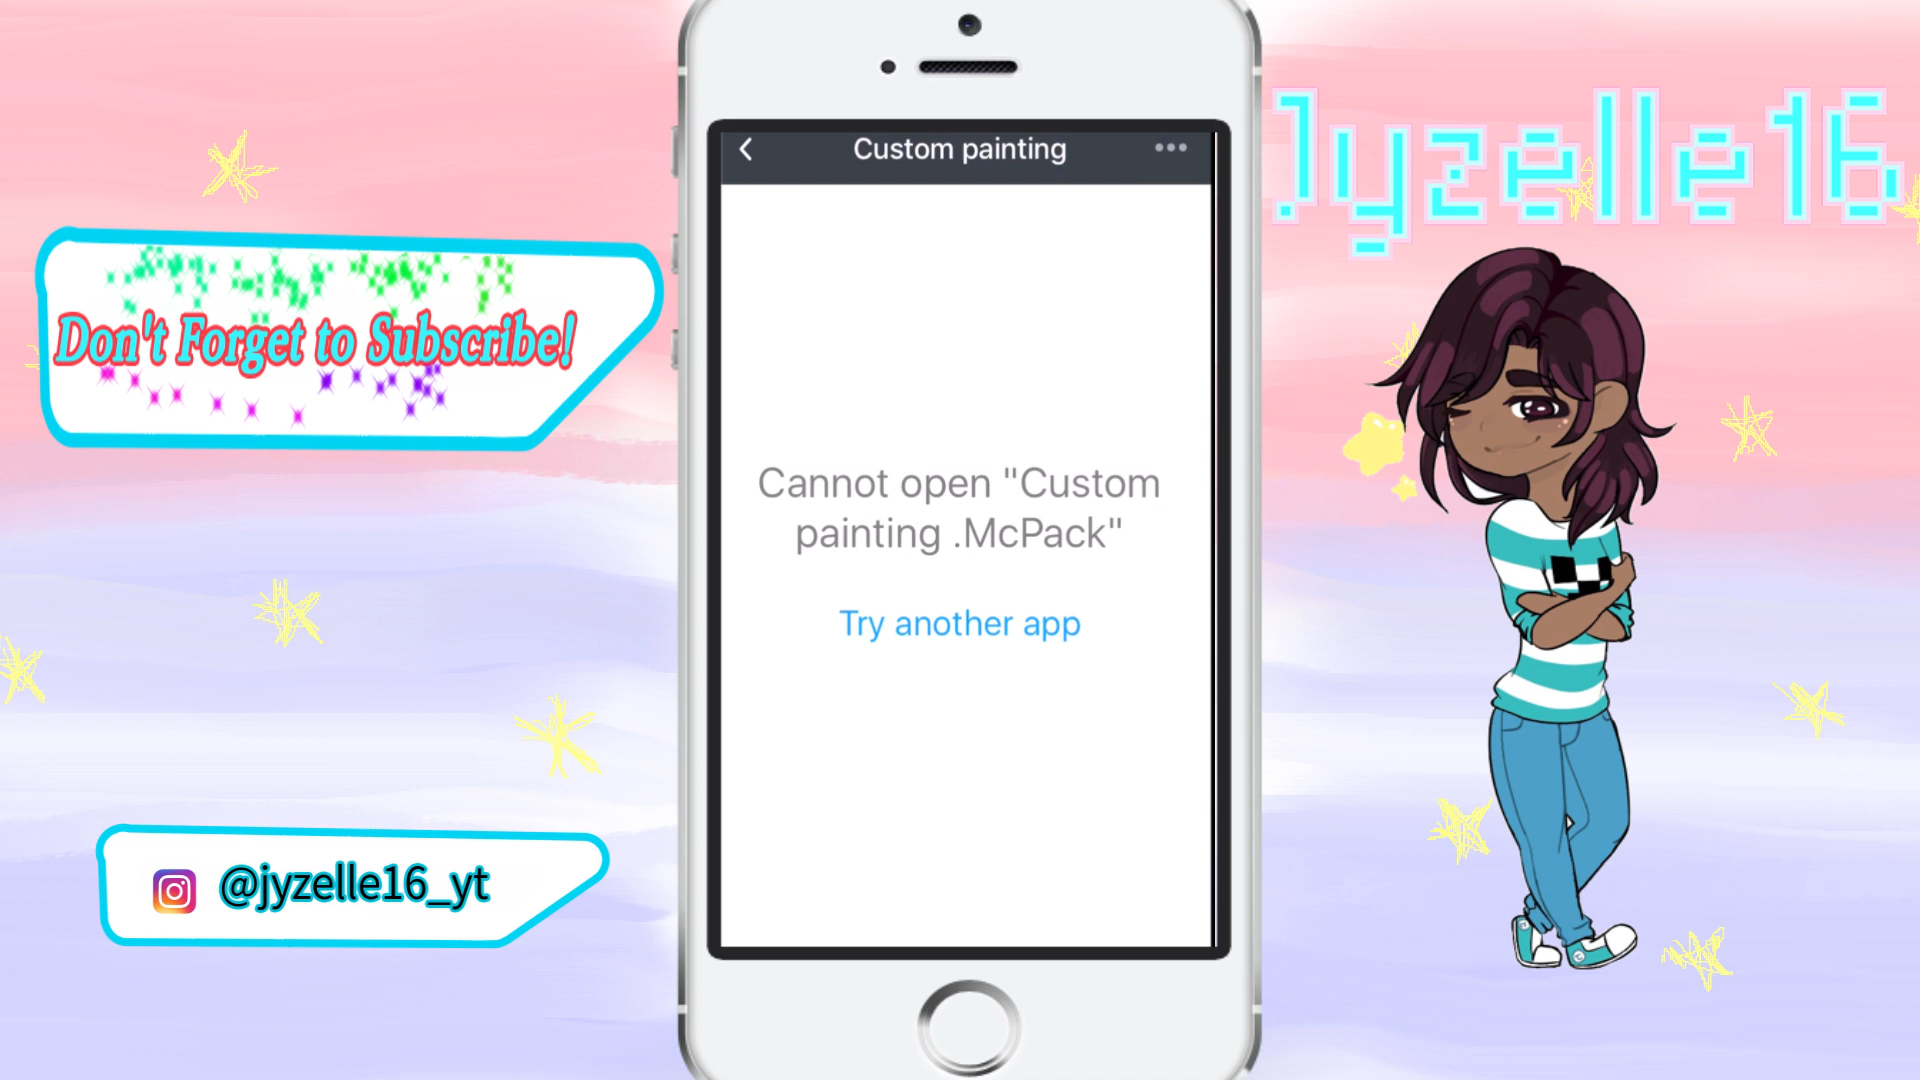 Jyzelle16
Don't Forget to Subscribe!
@jyzelle16_yt
Custom painting
Cannot open "Custom
painting .McPack"
Try another app